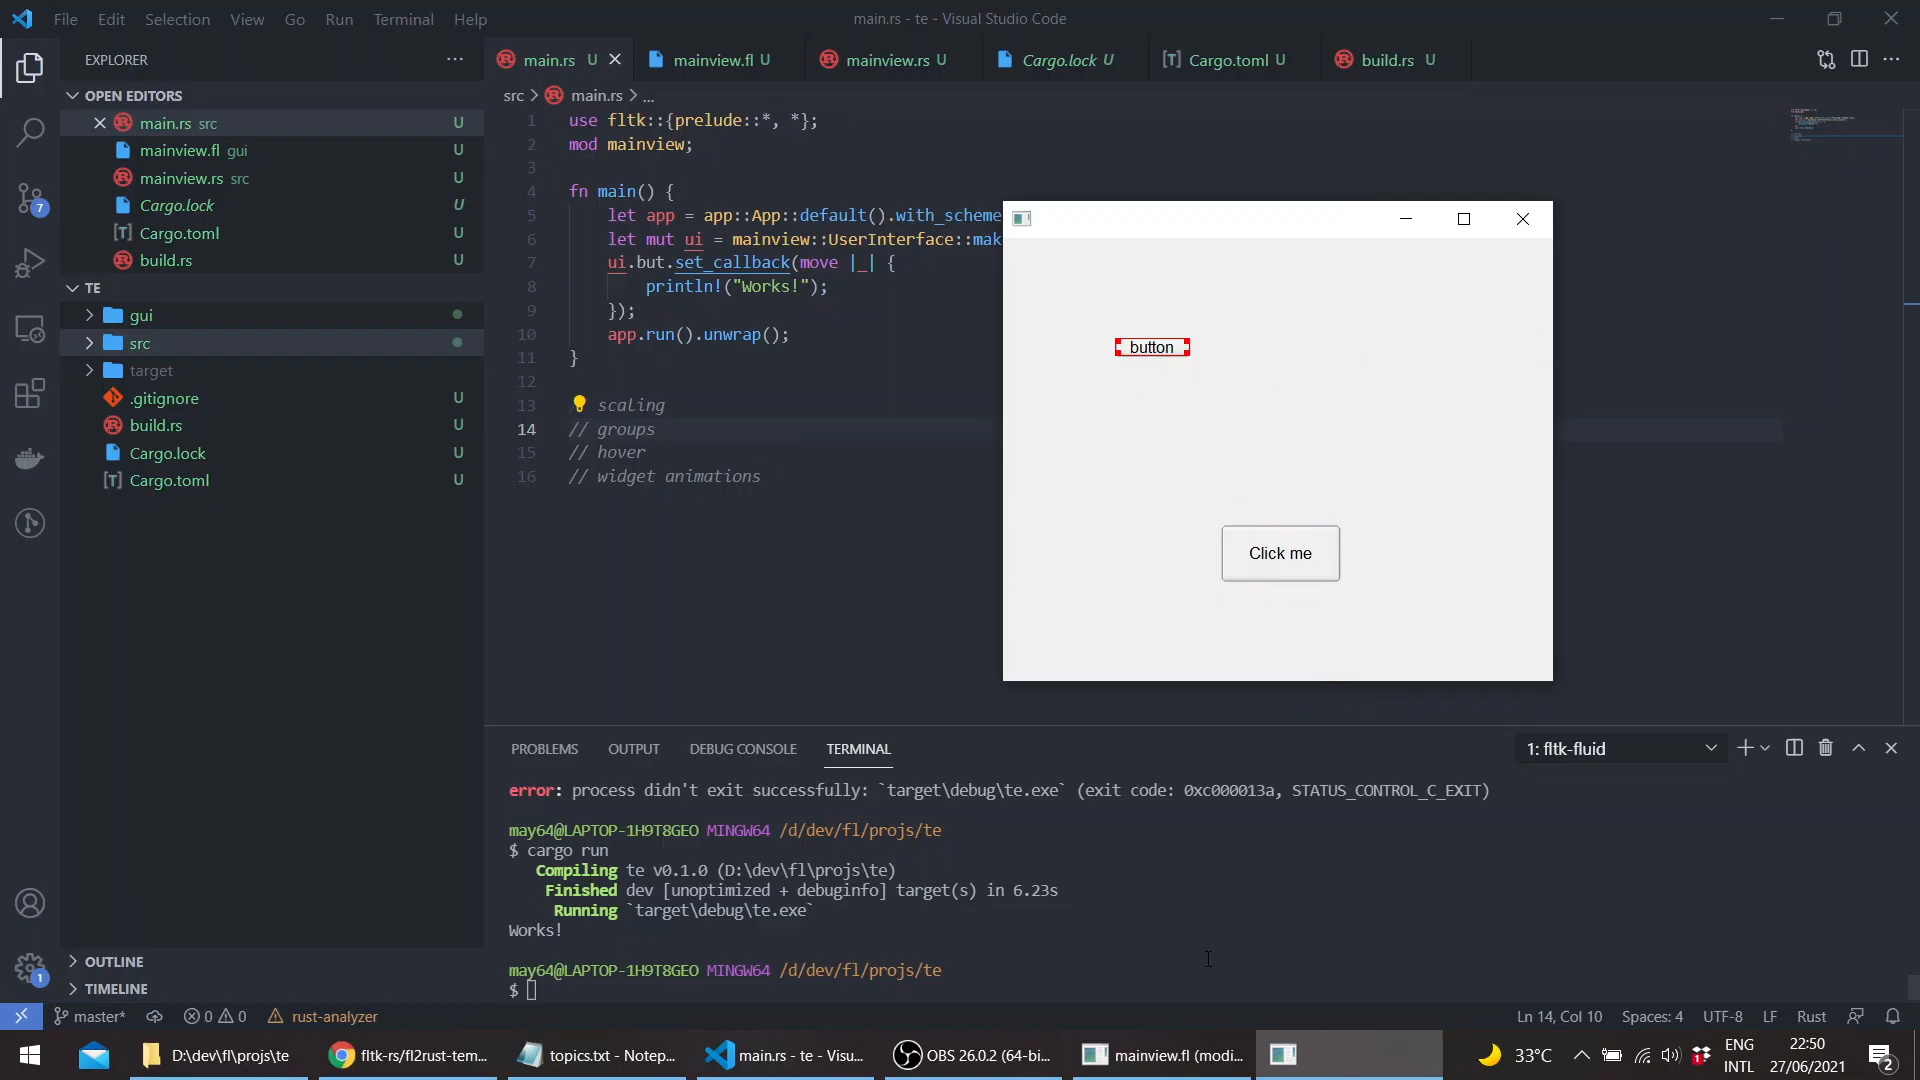 File Edit Selection View Go Run Terminal Help
main.rs - te - Visual Studio Code
EXPLORER
main.rs U
mainview.fl U
mainview.rs U
Cargo.lock U
Cargo.toml U
build.rs U
OPEN EDITORS
main.rs src U
mainview.fl gui U
mainview.rs src U
Cargo.lock U
Cargo.toml U
build.rs U
TE
gui
src
target
.gitignore U
build.rs U
Cargo.lock U
Cargo.toml U
OUTLINE
TIMELINE
src > main.rs > ...
1 use fltk::{prelude::*, *};
2 mod mainview;
3
4 fn main() {
5 let app = app::App::default().with_scheme
6 let mut ui = mainview::UserInterface::mak
7 ui.but.set_callback(move |_| {
8 println!("Works!");
9 });
10 app.run().unwrap();
11 }
12
13 scaling
14 // groups
15 // hover
16 // widget animations
button
Click me
PROBLEMS OUTPUT DEBUG CONSOLE TERMINAL
1: fltk-fluid
error: process didn't exit successfully: `target\debug\te.exe` (exit code: 0xc000013a, STATUS_CONTROL_C_EXIT)
may64@LAPTOP-1H9T8GEO MINGW64 /d/dev/fl/projs/te
$ cargo run
Compiling te v0.1.0 (D:\dev\fl\projs\te)
Finished dev [unoptimized + debuginfo] target(s) in 6.23s
Running `target\debug\te.exe`
Works!
may64@LAPTOP-1H9T8GEO MINGW64 /d/dev/fl/projs/te
$
7
1
master* 0 0 rust-analyzer
Ln 14, Col 10 Spaces: 4 UTF-8 LF Rust
D:\dev\fl\projs\te
fltk-rs/fl2rust-tem...
topics.txt - Notep...
main.rs - te - Visu...
OBS 26.0.2 (64-bi...
mainview.fl (modi...
33°C
1
ENG
INTL
22:50
27/06/2021
2